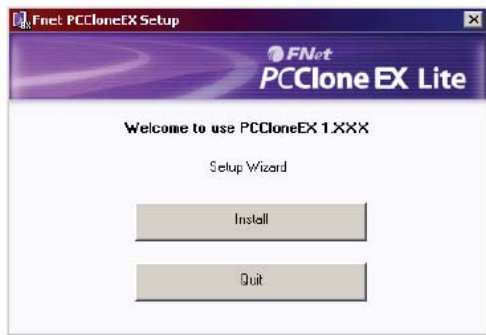 Fnet PCCloneEX Setup
FNet
PCClone EX Lite
Welcome to use PCCloneEX 1.XXX
Setup Wizard
Install
Quit